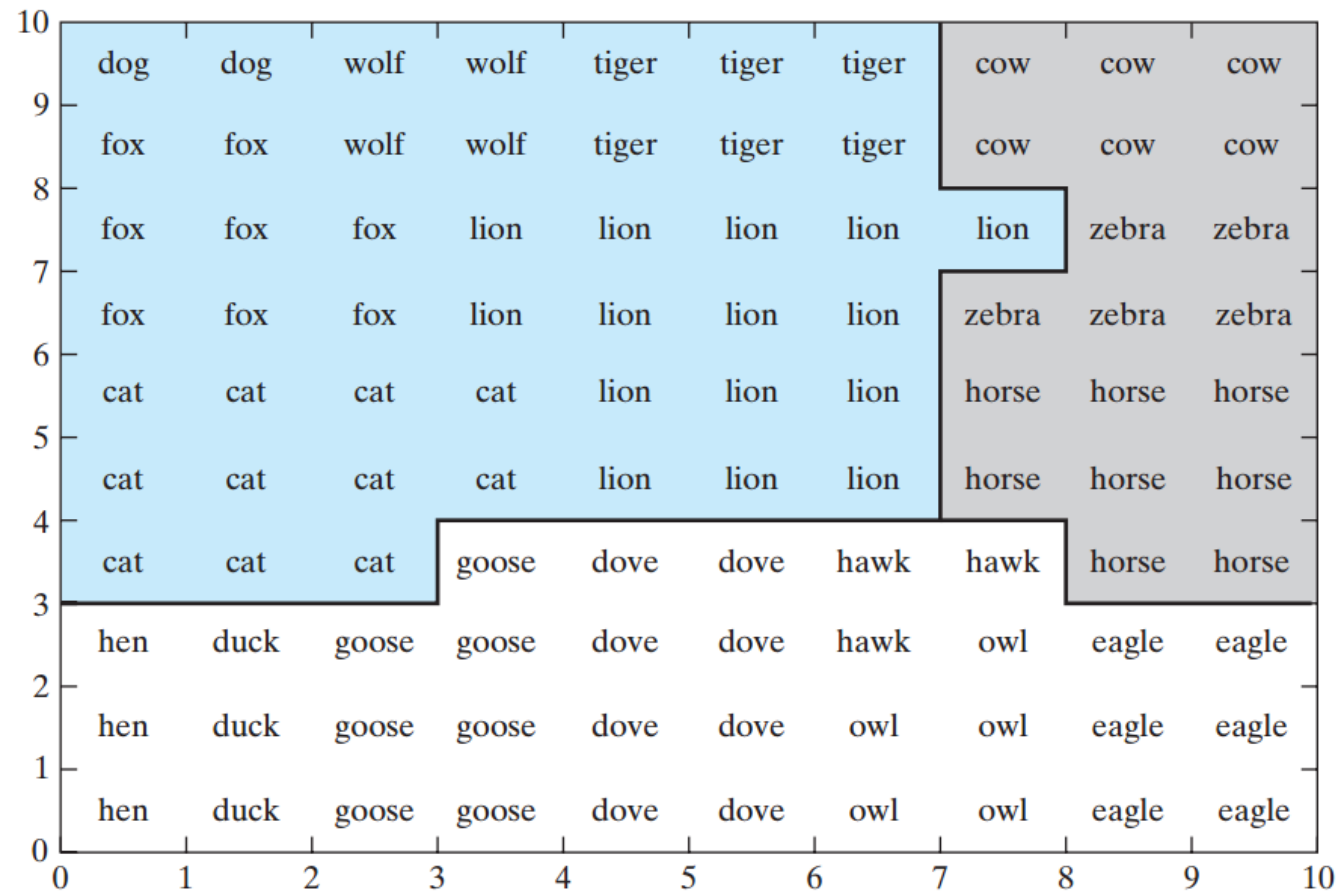 10 dog dog wolf wolf tiger tiger tiger cow cow cow
9
fox fox wolf wolf tiger tiger tiger cow cow cow
8
fox fox fox lion lion lion lion lion zebra zebra
7
fox fox fox lion lion lion lion zebra zebra zebra
6
cat cat cat cat lion lion lion horse horse horse
5
cat cat cat cat lion lion lion horse horse horse
4
cat cat cat goose dove dove hawk hawk horse horse
3
hen duck goose goose dove dove hawk owl eagle eagle
2
hen duck goose goose dove dove owl owl eagle eagle
1
hen duck goose goose dove dove owl owl eagle eagle
0
0 1 2 3 4 5 6 7 8 9 10